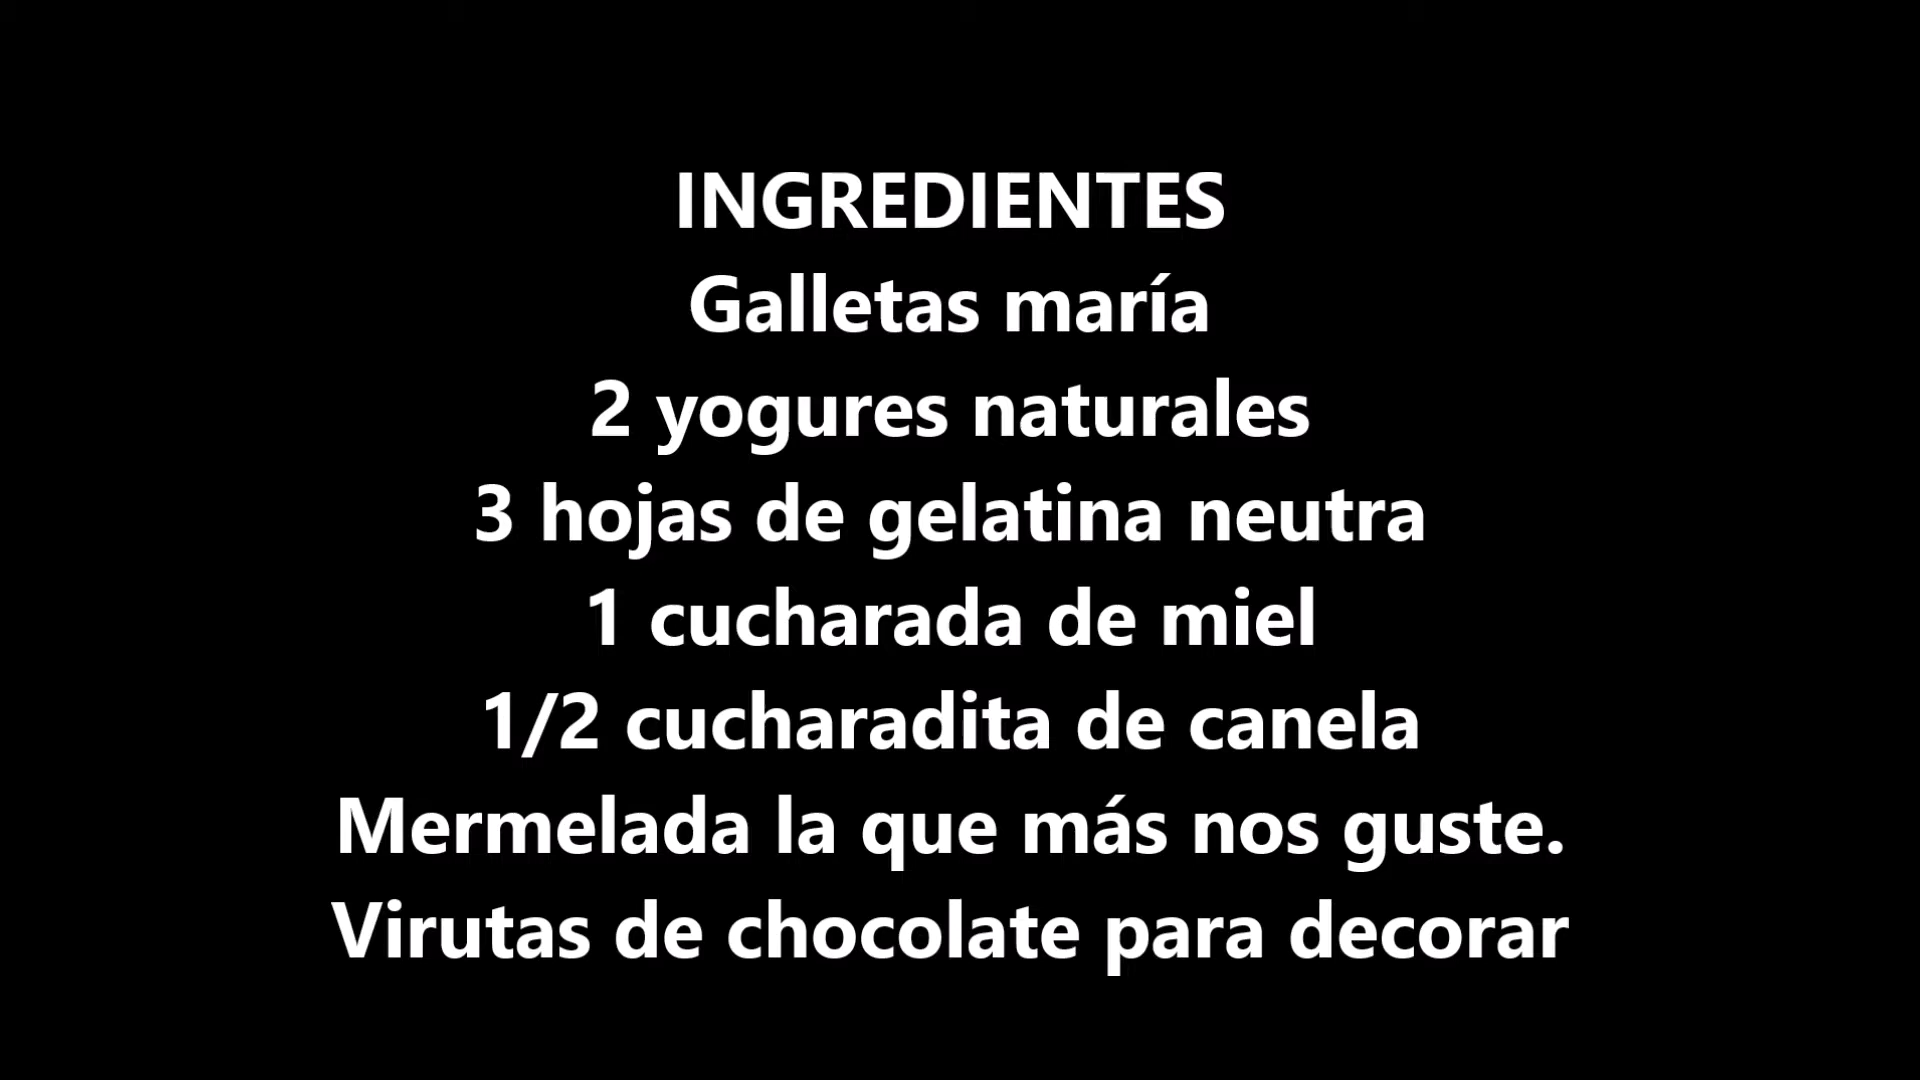 INGREDIENTES
Galletas maría
2 yogures naturales
3 hojas de gelatina neutra
1 cucharada de miel
1/2 cucharadita de canela
Mermelada la que más nos guste.
Virutas de chocolate para decorar